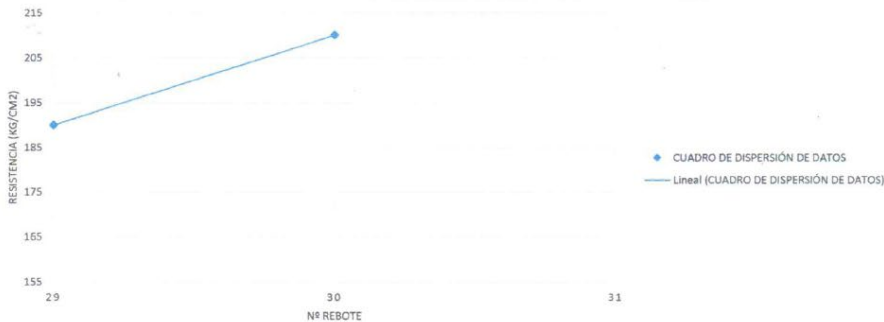 215
205
195
185
175
165
155
RESISTENCIA (KG/CM2)
29 30 31
Nº REBOTE
CUADRO DE DISPERSIÓN DE DATOS
Lineal (CUADRO DE DISPERSIÓN DE DATOS)